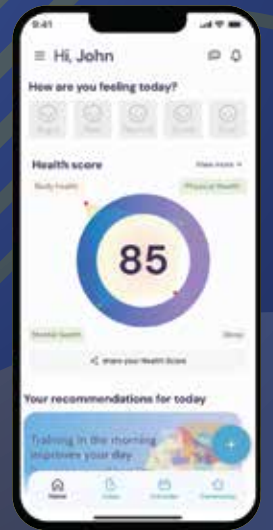 9:41
Hi, John
How are you feeling today?
Health score
View more
Body health
Physical Health
85
Mental health
Sleep
share your Health Score
Your recommendations for today
Training in the morning
improves your day
Home
Community